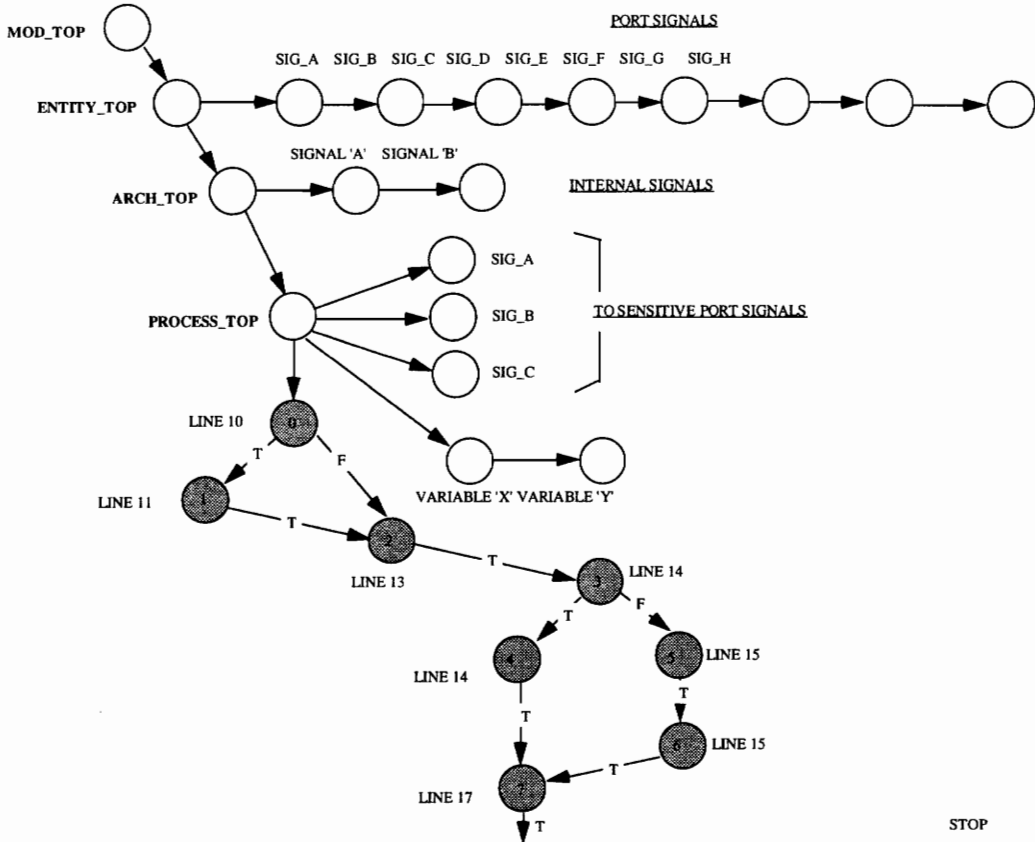 PORT SIGNALS
MOD_TOP
SIG_A SIG_B SIG_C SIG_D SIG_E SIG_F SIG_G SIG_H
ENTITY_TOP
SIGNAL 'A' SIGNAL 'B'
INTERNAL SIGNALS
ARCH_TOP
SIG_A
SIG_B
TO SENSITIVE PORT SIGNALS
PROCESS_TOP
SIG_C
LINE 10
0
T
F
VARIABLE 'X' VARIABLE 'Y'
LINE 11
1
T
2
T
LINE 13
3
LINE 14
T
F
4
LINE 14
5
LINE 15
T
T
6
LINE 15
T
7
LINE 17
T
STOP